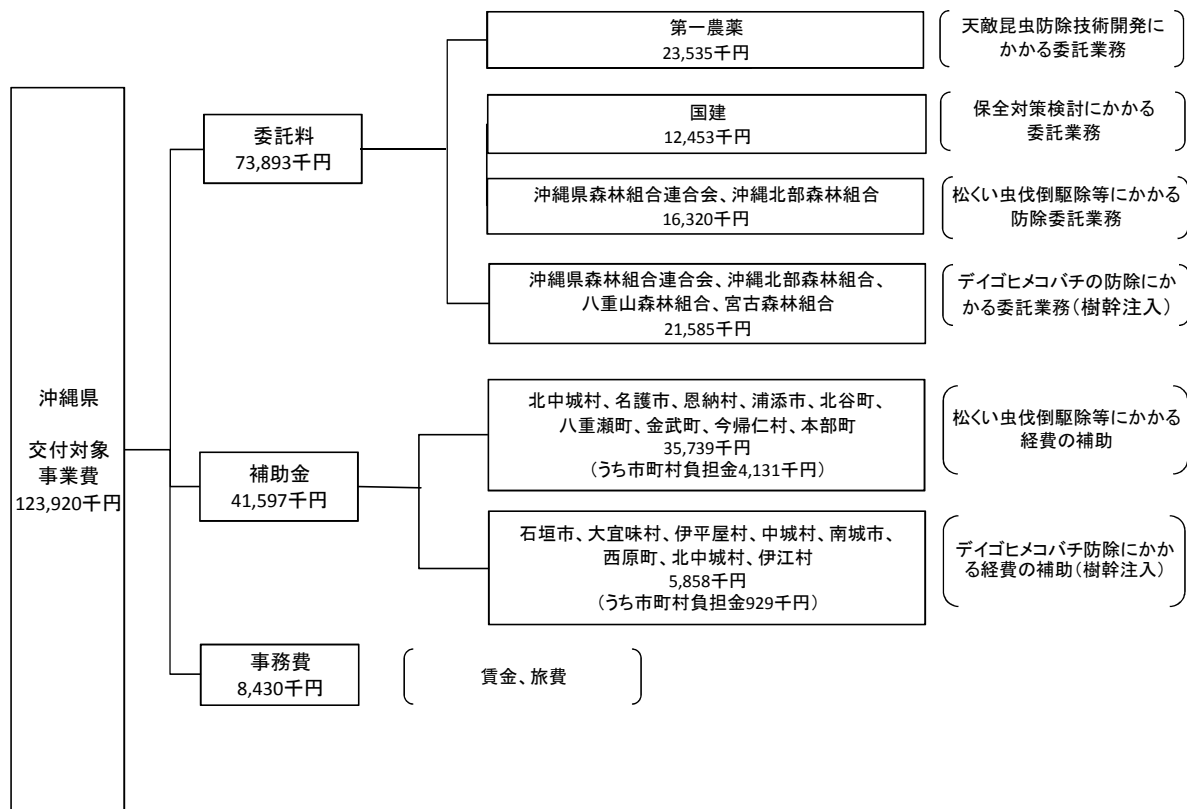 沖縄県
交付対象
事業費
123,920千円
委託料
73,893千円
第一農薬
23,535千円
天敵昆虫防除技術開発に
かかる委託業務
国建
12,453千円
保全対策検討にかかる
委託業務
沖縄県森林組合連合会、沖縄北部森林組合
16,320千円
松くい虫伐倒駆除等にかかる
防除委託業務
沖縄県森林組合連合会、沖縄北部森林組合、
八重山森林組合、宮古森林組合
21,585千円
デイゴヒメコバチの防除にか
かる委託業務(樹幹注入)
補助金
41,597千円
北中城村、名護市、恩納村、浦添市、北谷町、
八重瀬町、金武町、今帰仁村、本部町
35,739千円
(うち市町村負担金4,131千円)
松くい虫伐倒駆除等にかかる
経費の補助
石垣市、大宜味村、伊平屋村、中城村、南城市、
西原町、北中城村、伊江村
5,858千円
(うち市町村負担金929千円)
デイゴヒメコバチ防除にかか
る経費の補助(樹幹注入)
事務費
8,430千円
賃金、旅費